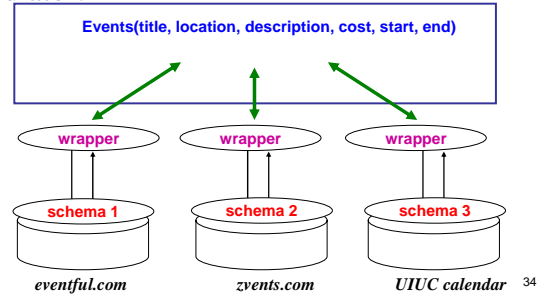 Events(title, location, description, cost, start, end)
wrapper wrapper wrapper
schema 1 schema 2 schema 3
eventful.com zvents.com UIUC calendar 34